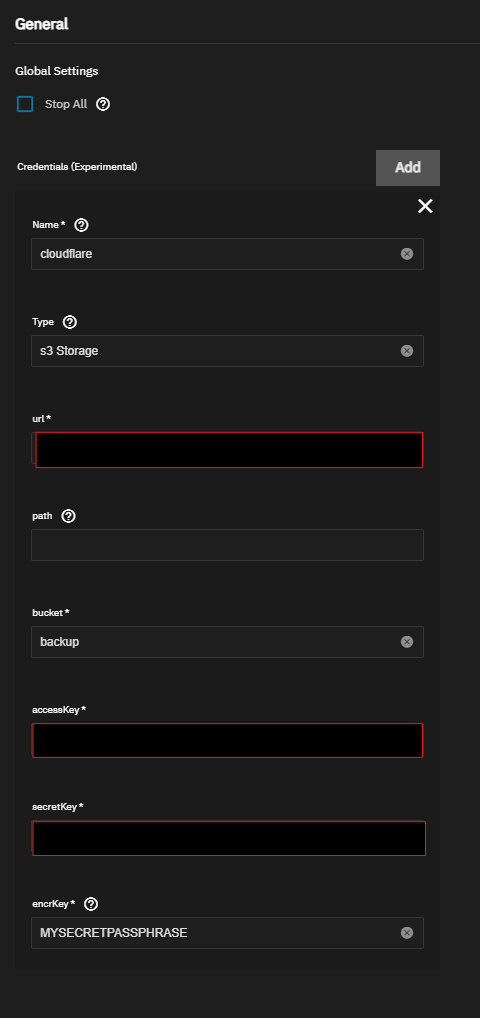 General
Global Settings
Stop All
Credentials (Experimental)
Add
Name *
cloudflare
Type
s3 Storage
url *
path
bucket *
backup
accessKey *
secretKey *
encrKey *
MYSECRETPASSPHRASE